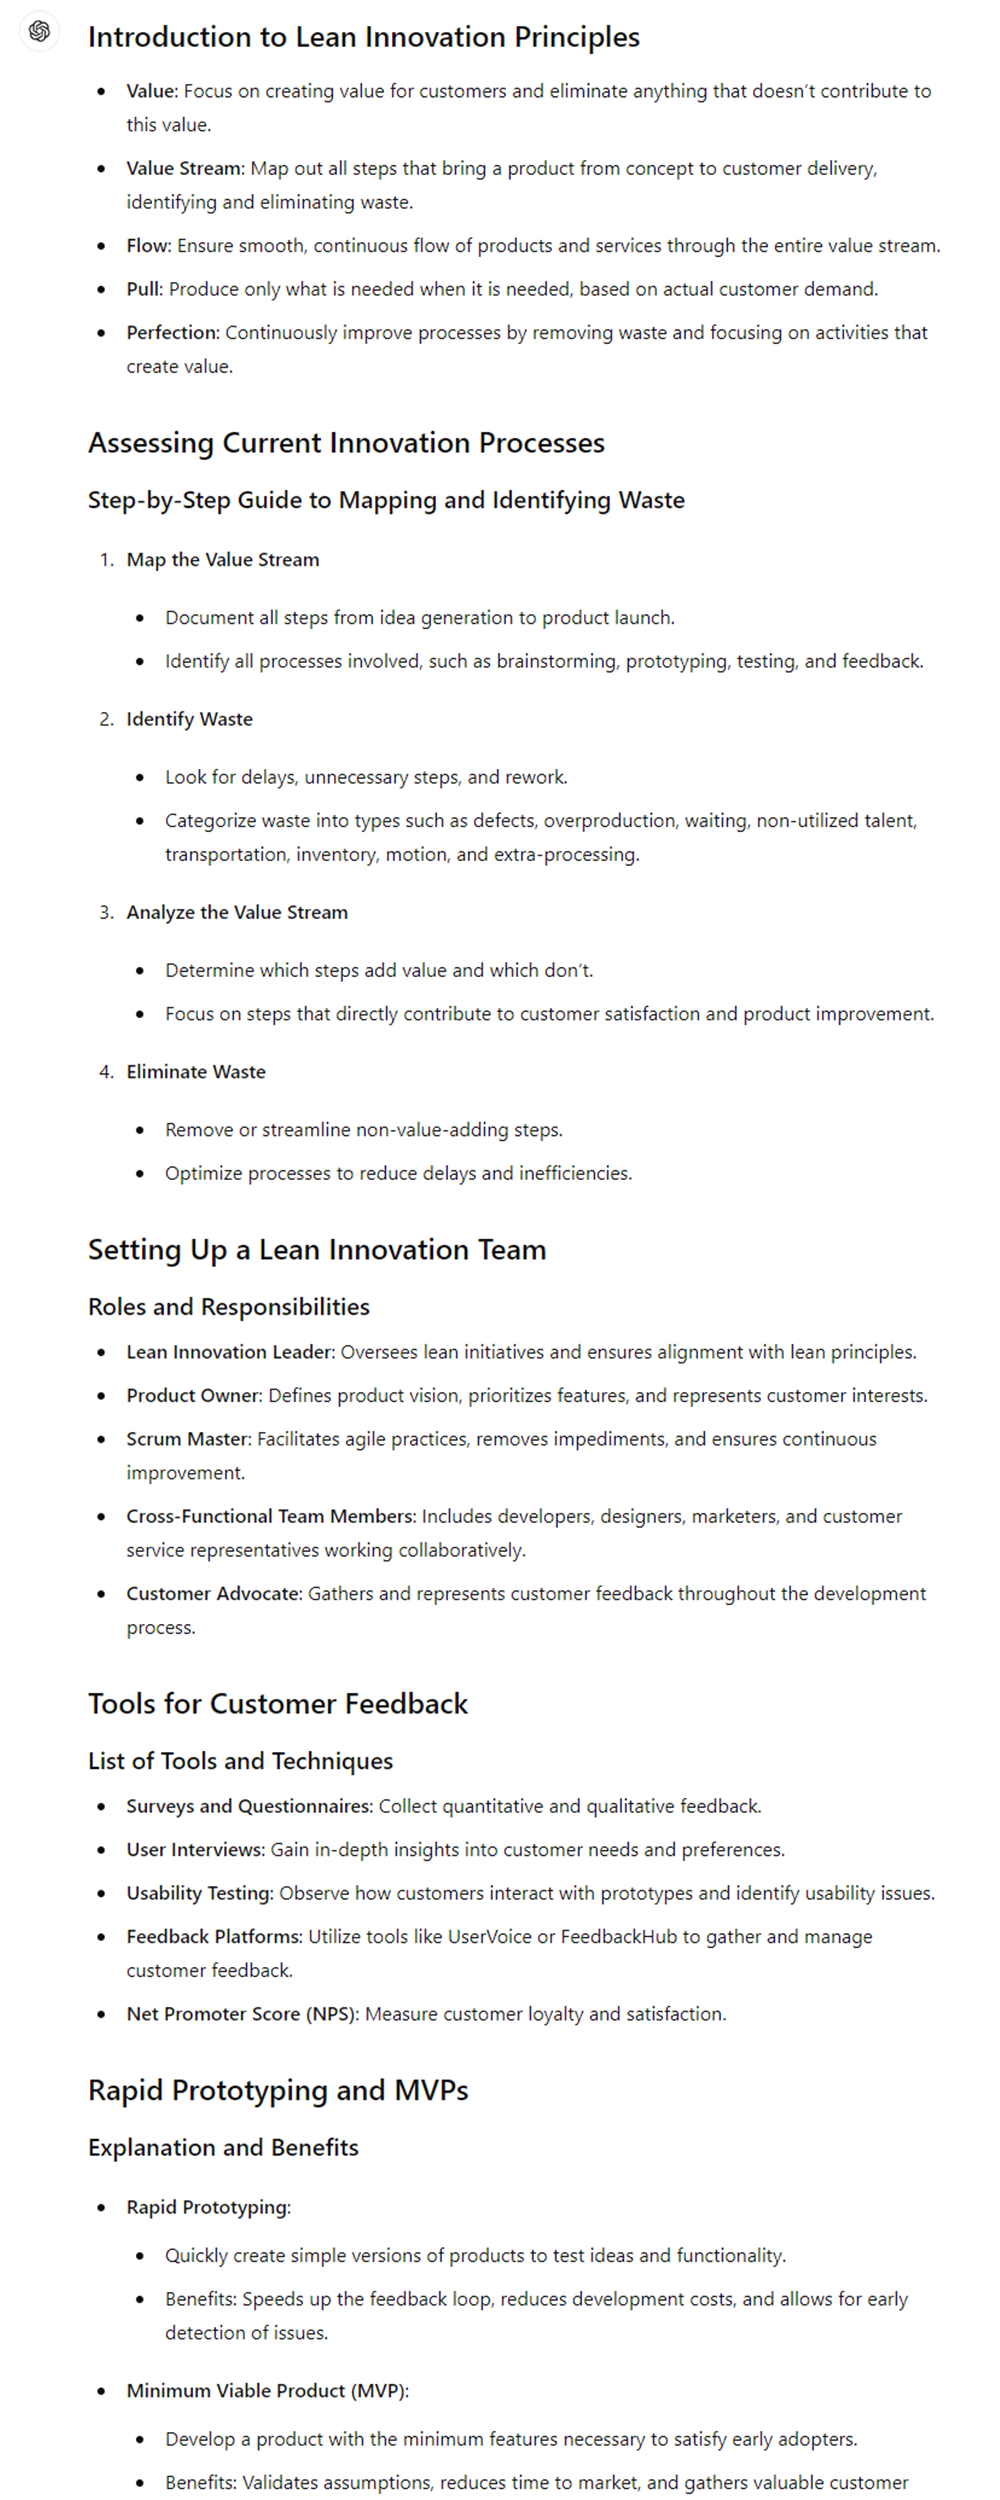 Introduction to Lean Innovation Principles
• Value: Focus on creating value for customers and eliminate anything that doesn't contribute to
this value.
• Value Stream: Map out all steps that bring a product from concept to customer delivery,
identifying and eliminating waste.
• Flow: Ensure smooth, continuous flow of products and services through the entire value stream.
• Pull: Produce only what is needed when it is needed, based on actual customer demand.
• Perfection: Continuously improve processes by removing waste and focusing on activities that
create value.
Assessing Current Innovation Processes
Step-by-Step Guide to Mapping and Identifying Waste
1. Map the Value Stream
• Document all steps from idea generation to product launch.
• Identify all processes involved, such as brainstorming, prototyping, testing, and feedback.
2. Identify Waste
• Look for delays, unnecessary steps, and rework.
• Categorize waste into types such as defects, overproduction, waiting, non-utilized talent,
transportation, inventory, motion, and extra-processing.
3. Analyze the Value Stream
• Determine which steps add value and which don't.
• Focus on steps that directly contribute to customer satisfaction and product improvement.
4. Eliminate Waste
• Remove or streamline non-value-adding steps.
• Optimize processes to reduce delays and inefficiencies.
Setting Up a Lean Innovation Team
Roles and Responsibilities
• Lean Innovation Leader: Oversees lean initiatives and ensures alignment with lean principles.
• Product Owner: Defines product vision, prioritizes features, and represents customer interests.
• Scrum Master: Facilitates agile practices, removes impediments, and ensures continuous
improvement.
• Cross-Functional Team Members: Includes developers, designers, marketers, and customer
service representatives working collaboratively.
• Customer Advocate: Gathers and represents customer feedback throughout the development
process.
Tools for Customer Feedback
List of Tools and Techniques
• Surveys and Questionnaires: Collect quantitative and qualitative feedback.
• User Interviews: Gain in-depth insights into customer needs and preferences.
• Usability Testing: Observe how customers interact with prototypes and identify usability issues.
• Feedback Platforms: Utilize tools like UserVoice or FeedbackHub to gather and manage
customer feedback.
• Net Promoter Score (NPS): Measure customer loyalty and satisfaction.
Rapid Prototyping and MVPs
Explanation and Benefits
• Rapid Prototyping:
• Quickly create simple versions of products to test ideas and functionality.
• Benefits: Speeds up the feedback loop, reduces development costs, and allows for early
detection of issues.
• Minimum Viable Product (MVP):
• Develop a product with the minimum features necessary to satisfy early adopters.
• Benefits: Validates assumptions, reduces time to market, and gathers valuable customer